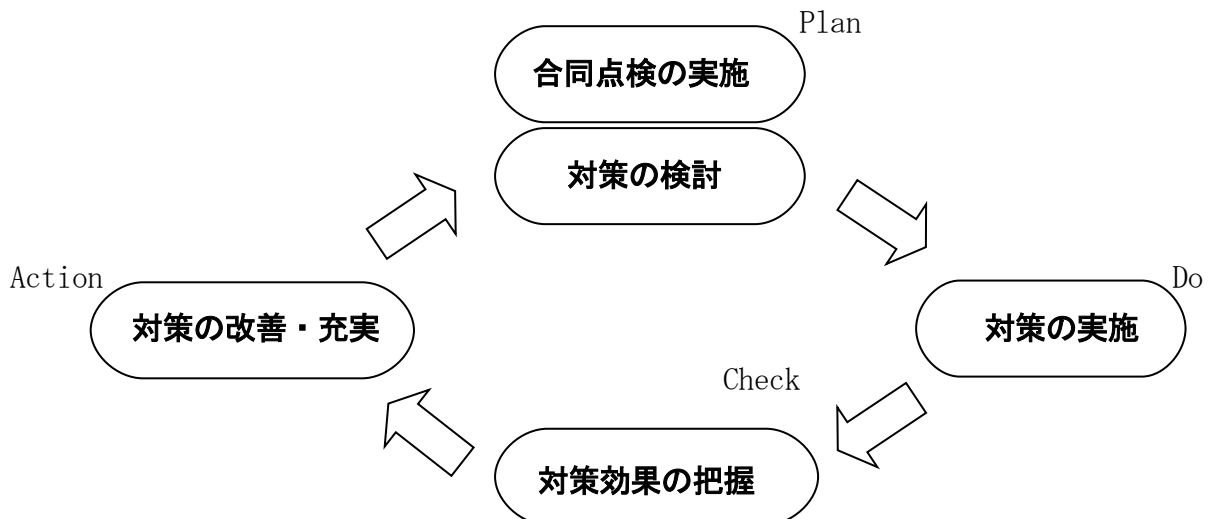 Plan
合同点検の実施
対策の検討
Action
対策の改善・充実
Do
対策の実施
Check
対策効果の把握